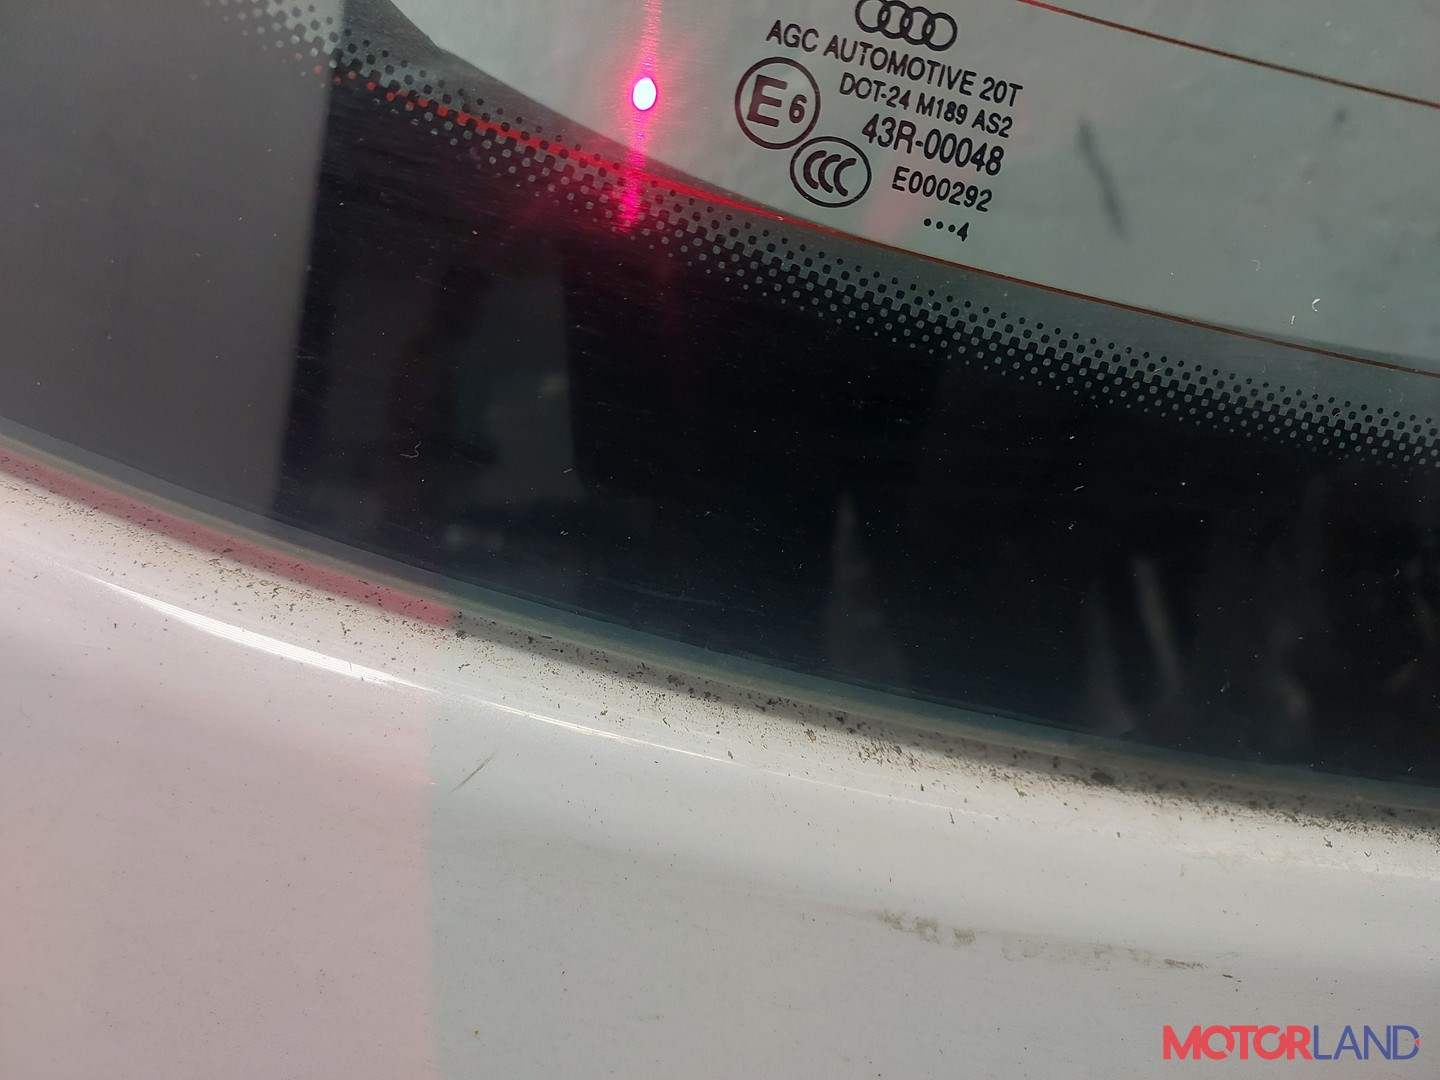 AGC AUTOMOTIVE 20T
DOT-24 M189 AS2
E6
43R-00048
CCC
E000292
•••4
MOTORLAND